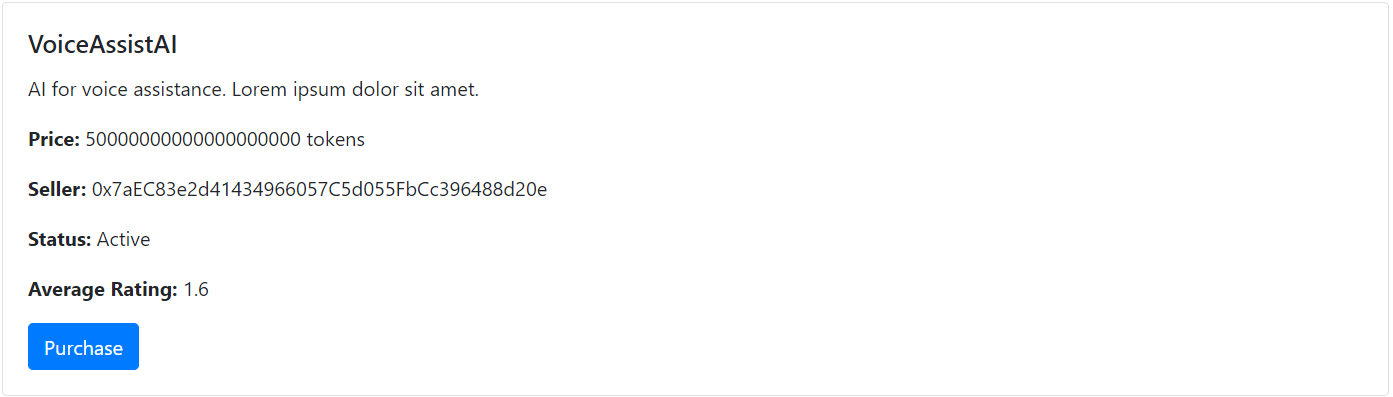 VoiceAssistAI
AI for voice assistance. Lorem ipsum dolor sit amet.
Price: 50000000000000000000 tokens
Seller: 0x7aEC83e2d41434966057C5d055FbCc396488d20e
Status: Active
Average Rating: 1.6
Purchase